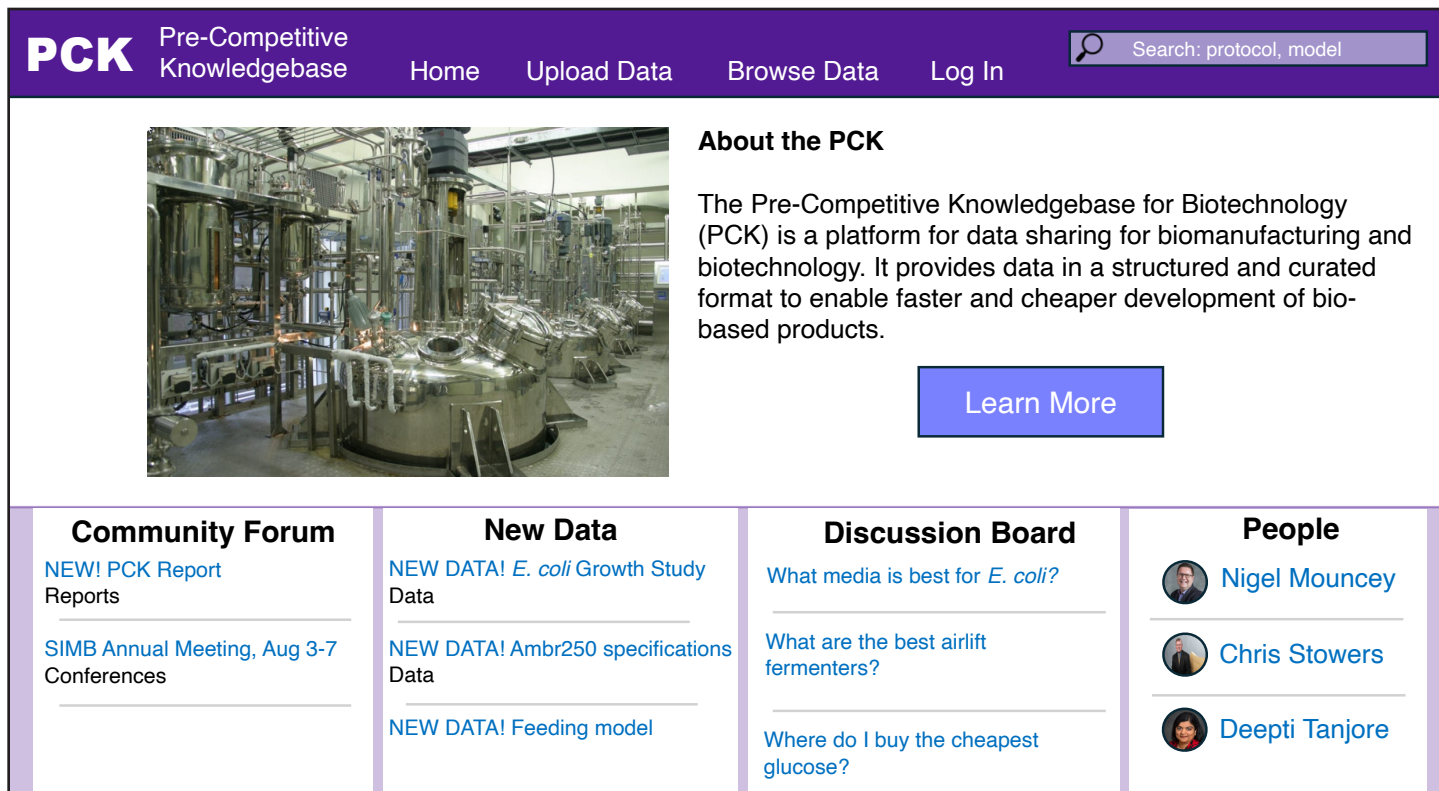 PCK
Pre-Competitive
Knowledgebase
Home
Upload Data
Browse Data
Log In
Search: protocol, model
About the PCK
The Pre-Competitive Knowledgebase for Biotechnology
(PCK) is a platform for data sharing for biomanufacturing and
biotechnology. It provides data in a structured and curated
format to enable faster and cheaper development of bio-
based products.
Learn More
Community Forum
NEW! PCK Report
Reports
SIMB Annual Meeting, Aug 3-7
Conferences
New Data
NEW DATA! E. coli Growth Study
Data
NEW DATA! Ambr250 specifications
Data
NEW DATA! Feeding model
Discussion Board
What media is best for E. coli?
What are the best airlift
fermenters?
Where do I buy the cheapest
glucose?
People
Nigel Mouncey
Chris Stowers
Deepti Tanjore